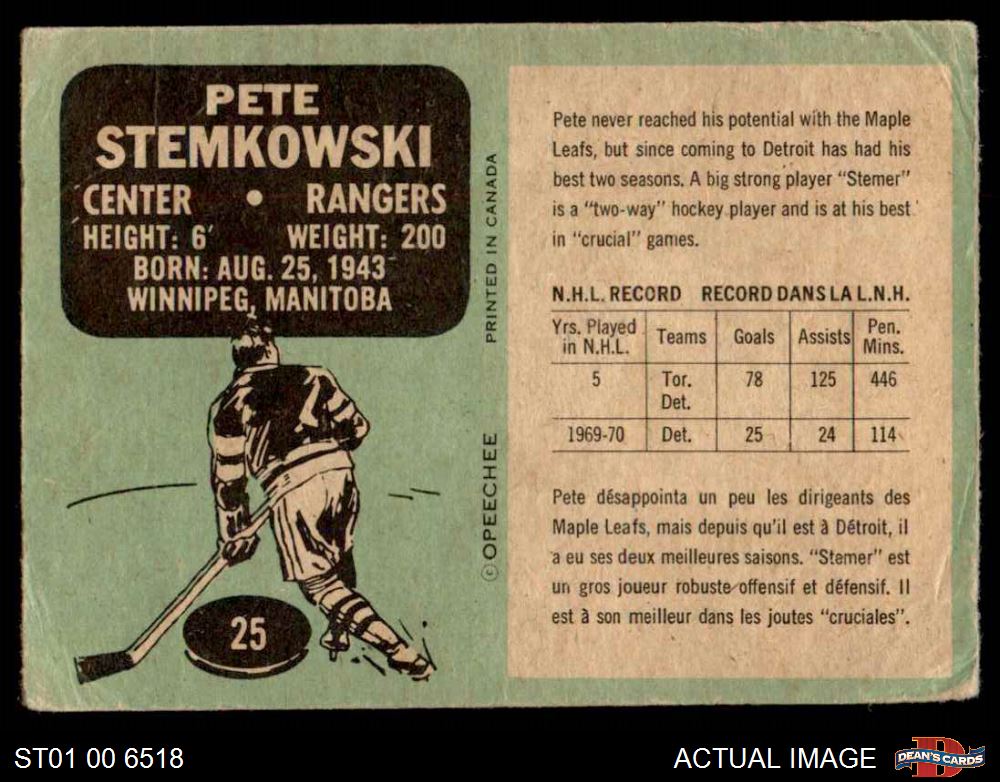 PETE
STEMKOWSKI
CENTER • RANGERS
HEIGHT: 6' WEIGHT: 200
BORN: AUG. 25, 1943
WINNIPEG, MANITOBA
25
©OPEECHEE PRINTED IN CANADA
Pete never reached his potential with the Maple
Leafs, but since coming to Detroit has had his
best two seasons. A big strong player "Stemer"
is a "two-way" hockey player and is at his best
in "crucial" games.
N.H.L. RECORD RECORD DANS LA L.N.H.
Yrs. Played in N.H.L. Teams Goals Assists Pen. Mins.
5 Tor. Det. 78 125 446
1969-70 Det. 25 24 114
Pete désappointa un peu les dirigeants des
Maple Leafs, mais depuis qu'il est à Détroit, il
a eu ses deux meilleures saisons. "Stemer" est
un gros joueur robuste offensif et défensif. Il
est à son meilleur dans les joutes "cruciales".
ST01 00 6518
ACTUAL IMAGE
D
DEAN'S CARDS